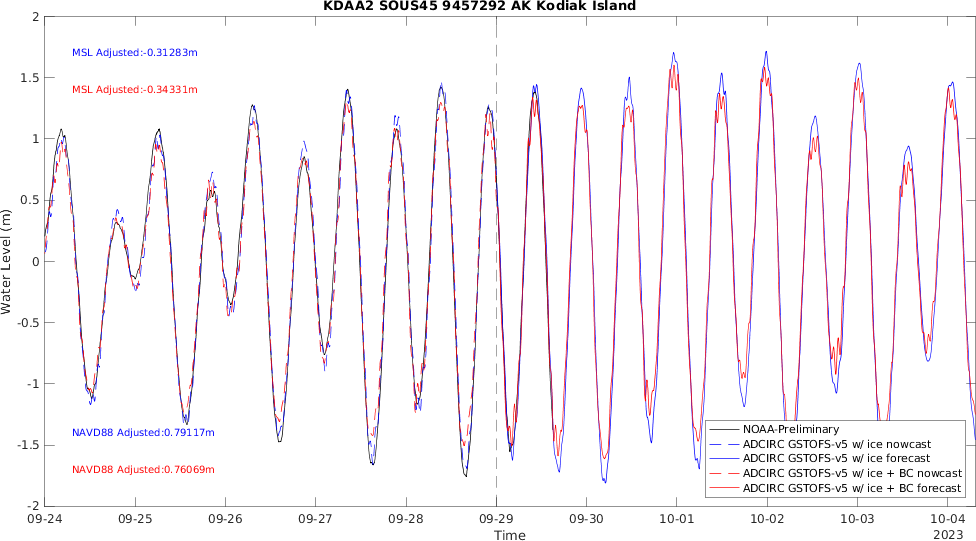 KDAA2 SOUS45 9457292 AK Kodiak Island
2
1.5
1
0.5
0
-0.5
-1
-1.5
-2
Water Level (m)
MSL Adjusted:-0.31283m
MSL Adjusted:-0.34331m
NAVD88 Adjusted:0.79117m
NAVD88 Adjusted:0.76069m
NOAA-Preliminary
ADCIRC GSTOFS-v5 w/ ice nowcast
ADCIRC GSTOFS-v5 w/ ice forecast
ADCIRC GSTOFS-v5 w/ ice + BC nowcast
ADCIRC GSTOFS-v5 w/ ice + BC forecast
09-24 09-25 09-26 09-27 09-28 09-29 09-30 10-01 10-02 10-03 10-04
Time
2023